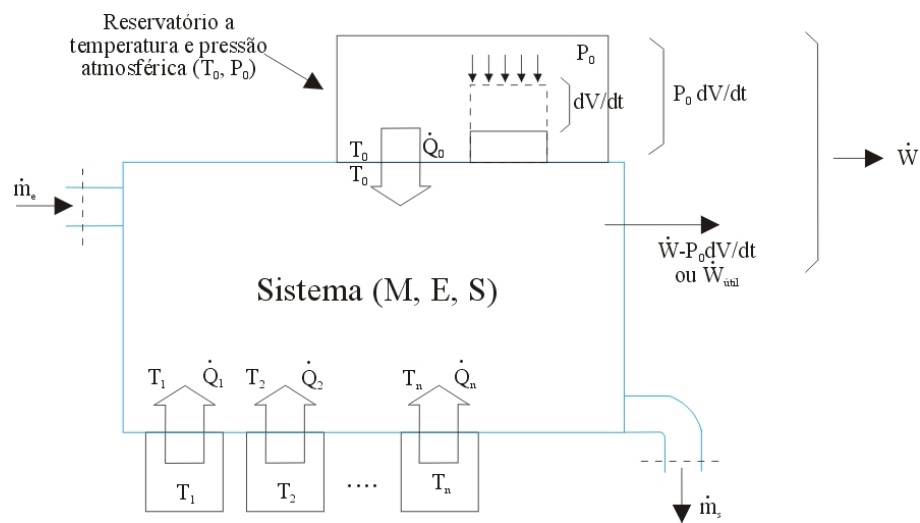 Reservatório a
temperatura e pressão
atmosférica (T₀, P₀)
P₀
dV/dt
P₀ dV/dt
Ẇ
T₀
Q̇₀
T₀
ṁₑ
Ẇ-P₀dV/dt
ou Ẇútil
Sistema (M, E, S)
T₁
Q̇₁
T₂
Q̇₂
Tₙ
Q̇ₙ
T₁
T₂
....
Tₙ
ṁₛ